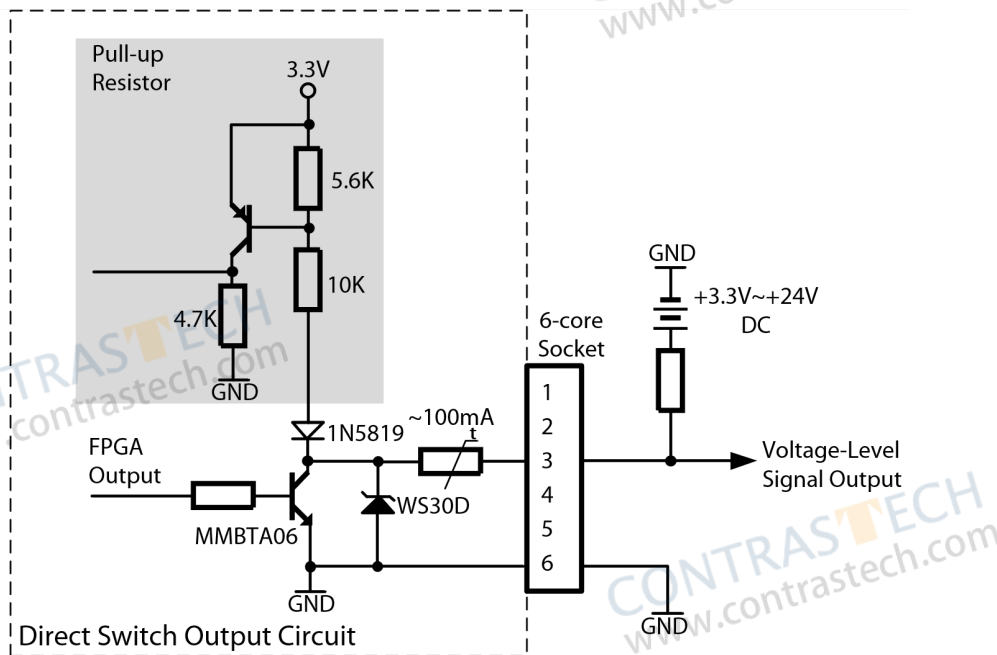 www.co
Pull-up
Resistor
3.3V
5.6K
10K
4.7K
GND
GND
+3.3V~+24V
DC
6-core
Socket
1
2
3
4
5
6
TRASTECH
contrastech.com
~100mA
t
1N5819
FPGA
Output
WS30D
MMBTA06
Voltage-Level
Signal Output
GND
GND
CONTRASTECH
www.contrastech.com
Direct Switch Output Circuit